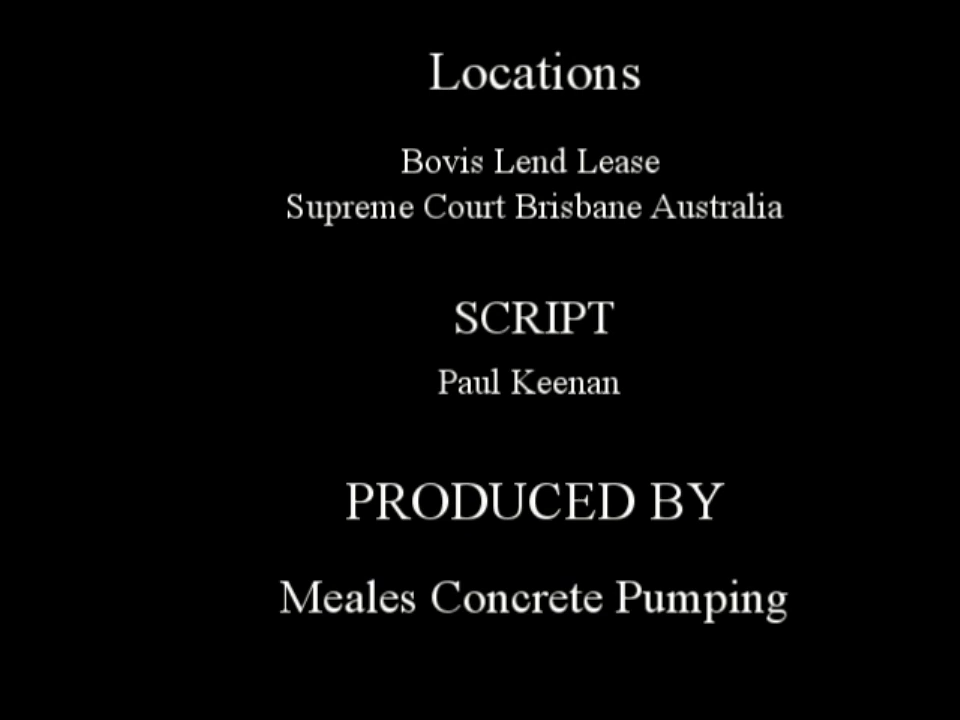 Locations
Bovis Lend Lease
Supreme Court Brisbane Australia
SCRIPT
Paul Keenan
PRODUCED BY
Meales Concrete Pumping